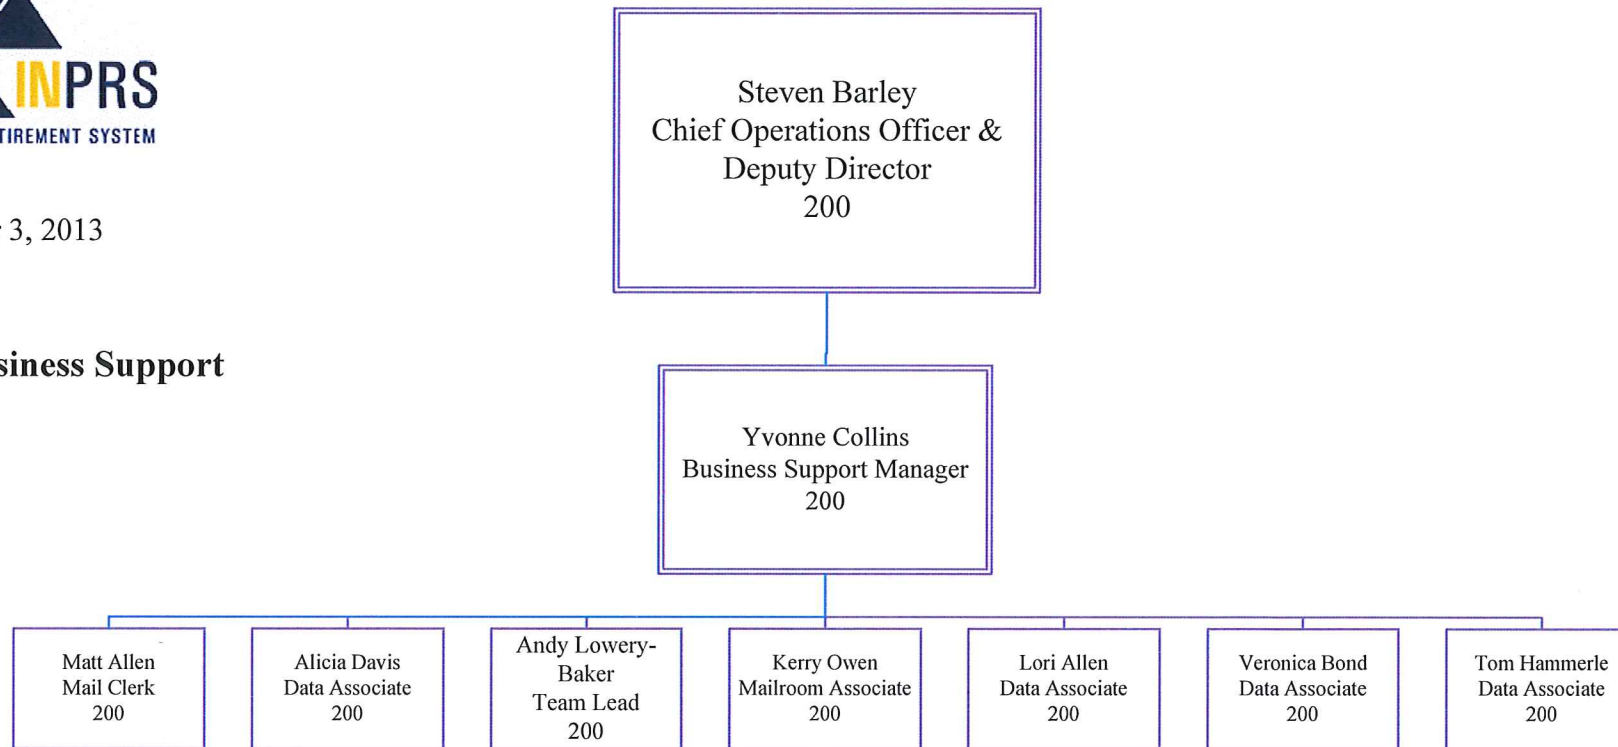 INPRS
TIREMENT SYSTEM
3, 2013
siness Support
Steven Barley
Chief Operations Officer &
Deputy Director
200
Yvonne Collins
Business Support Manager
200
Matt Allen
Mail Clerk
200
Alicia Davis
Data Associate
200
Andy Lowery-
Baker
Team Lead
200
Kerry Owen
Mailroom Associate
200
Lori Allen
Data Associate
200
Veronica Bond
Data Associate
200
Tom Hammerle
Data Associate
200